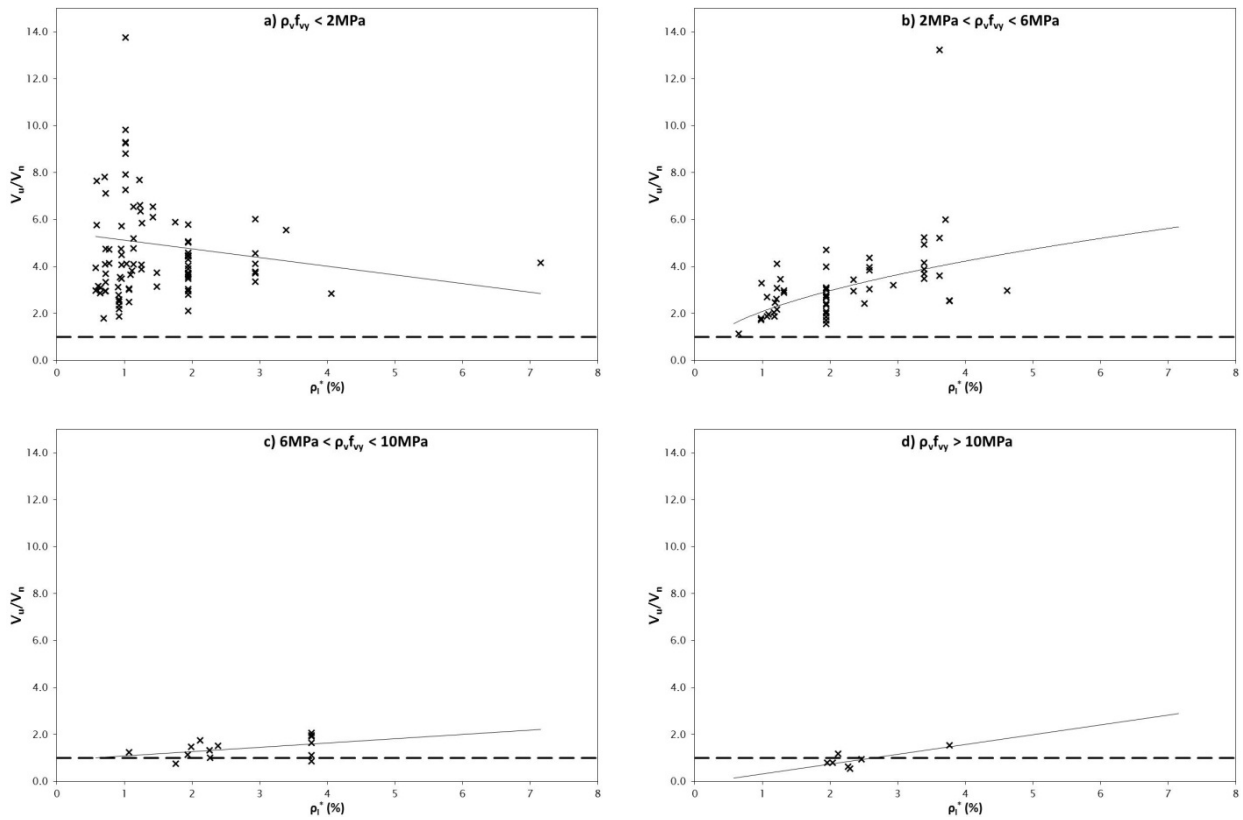 a) ρᵥfᵥᵧ < 2MPa
14.0
12.0
10.0
8.0
6.0
4.0
2.0
0.0
Vᵤ/Vₙ
0 1 2 3 4 5 6 7 8
ρₗ* (%)
b) 2MPa < ρᵥfᵥᵧ < 6MPa
14.0
12.0
10.0
8.0
6.0
4.0
2.0
0.0
Vᵤ/Vₙ
0 1 2 3 4 5 6 7 8
ρₗ* (%)
c) 6MPa < ρᵥfᵥᵧ < 10MPa
14.0
12.0
10.0
8.0
6.0
4.0
2.0
0.0
Vᵤ/Vₙ
0 1 2 3 4 5 6 7 8
ρₗ* (%)
d) ρᵥfᵥᵧ > 10MPa
14.0
12.0
10.0
8.0
6.0
4.0
2.0
0.0
Vᵤ/Vₙ
0 1 2 3 4 5 6 7 8
ρₗ* (%)